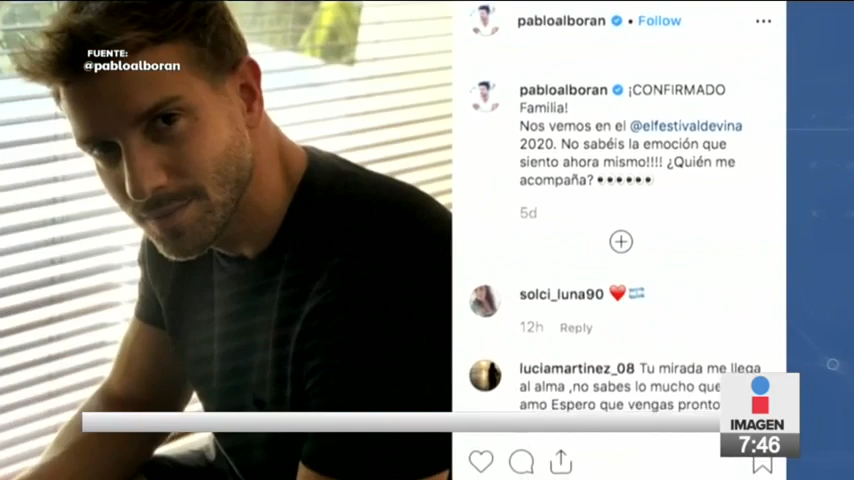 FUENTE:
@pabloalboran
pabloalboran • Follow
pabloalboran ¡CONFIRMADO
Familia!
Nos vemos en el @elfestivaldevina
2020. No sabéis la emoción que
siento ahora mismo!!!! ¿Quién me
acompaña?
5d
solci_luna90
12h Reply
luciamartinez_08 Tu mirada me llega
al alma ,no sabes lo mucho que
amo Espero que vengas pronto
IMAGEN
7:46